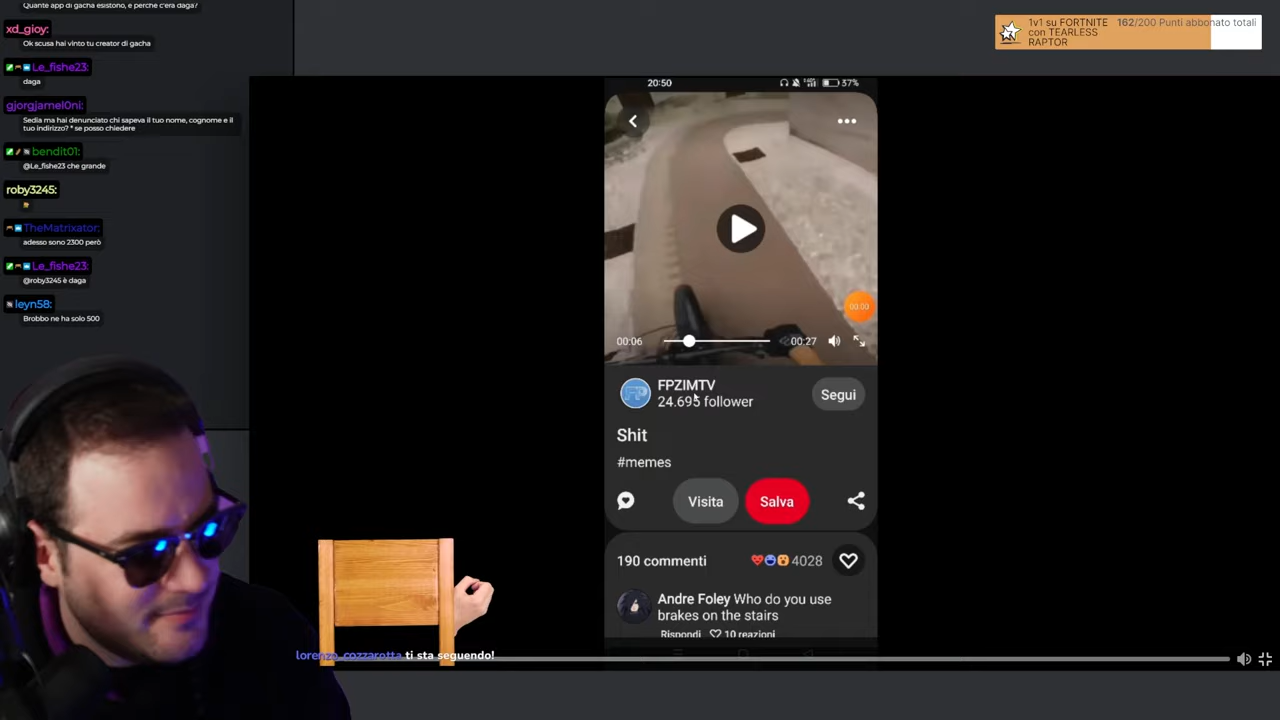 Quante app di gacha esistono, e perchè c'era daga?
xd_gioy:
Ok scusa hai vinto tu creator di gacha
Le_fishe23:
daga
gjorgjamel0ni:
Sedia ma hai denunciato chi sapeva il tuo nome, cognome e il
tuo indirizzo? * se posso chiedere
bendit01:
@Le_fishe23 che grande
roby3245:
TheMatrixator:
adesso sono 2300 però
Le_fishe23:
@roby3245 è daga
leyn58:
Brobbo ne ha solo 500
1v1 su FORTNITE
con TEARLESS
RAPTOR
162/200 Punti abbonato totali
20:50
37%
00:00
00:06
00:27
FPZIMTV
24.695 follower
Segui
Shit
#memes
Visita
Salva
190 commenti
4028
Andre Foley Who do you use
brakes on the stairs
Rispondi
10 reazioni
lorenzo_cozzarotta ti sta seguendo!